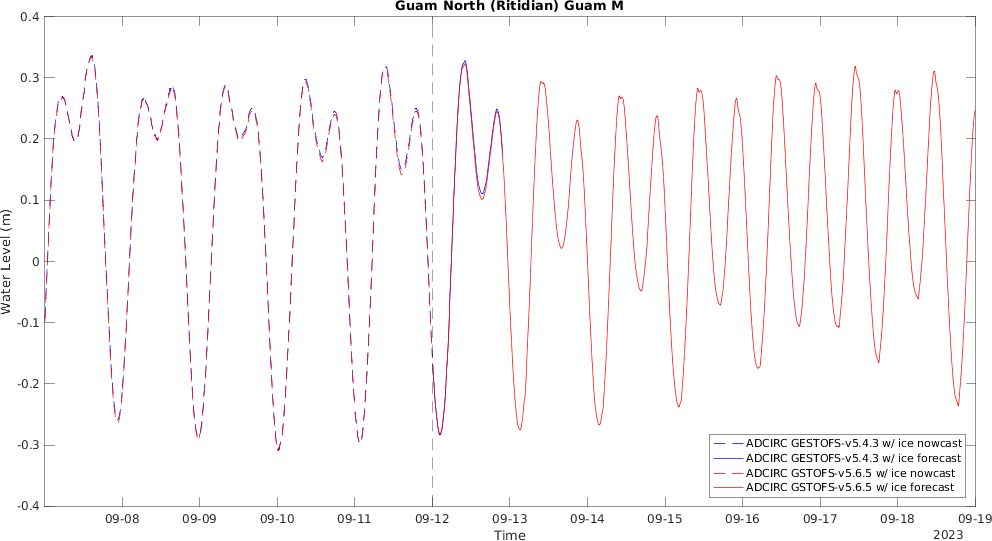 Guam North (Ritidian) Guam M
0.4
0.3
0.2
0.1
0
-0.1
-0.2
-0.3
-0.4
Water Level (m)
ADCIRC GESTOFS-v5.4.3 w/ ice nowcast
ADCIRC GESTOFS-v5.4.3 w/ ice forecast
ADCIRC GSTOFS-v5.6.5 w/ ice nowcast
ADCIRC GSTOFS-v5.6.5 w/ ice forecast
09-08 09-09 09-10 09-11 09-12 09-13 09-14 09-15 09-16 09-17 09-18 09-19
Time
2023